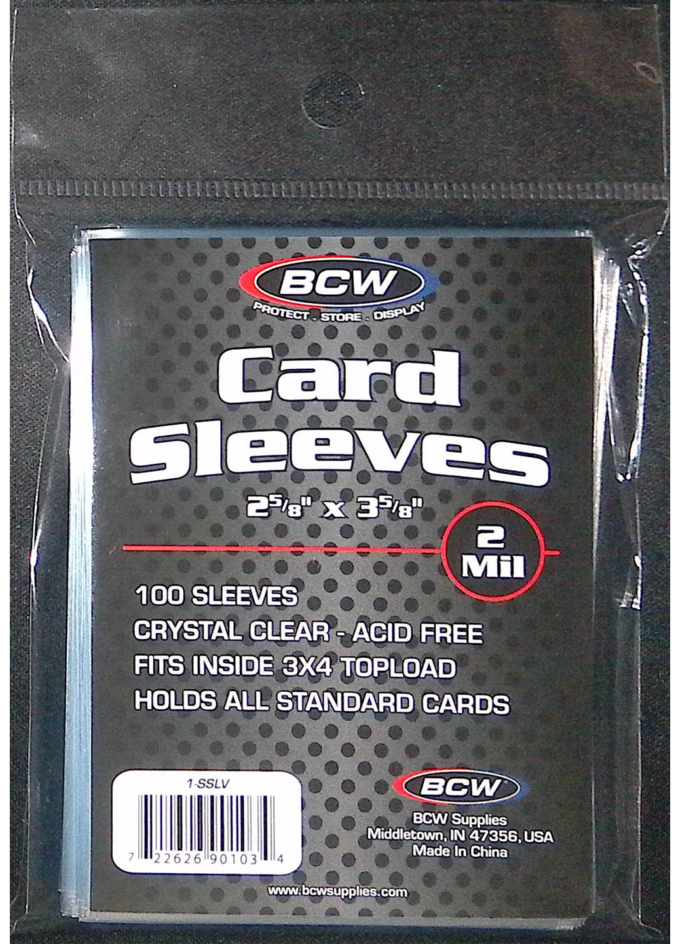 BCW
PROTECT . STORE . DISPLAY
Card
Sleeves
2 5/8" x 3 5/8"
2
Mil
100 SLEEVES
CRYSTAL CLEAR - ACID FREE
FITS INSIDE 3X4 TOPLOAD
HOLDS ALL STANDARD CARDS
1-SSLV
7 22626 90103 4
BCW
BCW Supplies
Middletown, IN 47356, USA
Made In China
www.bcwsupplies.com